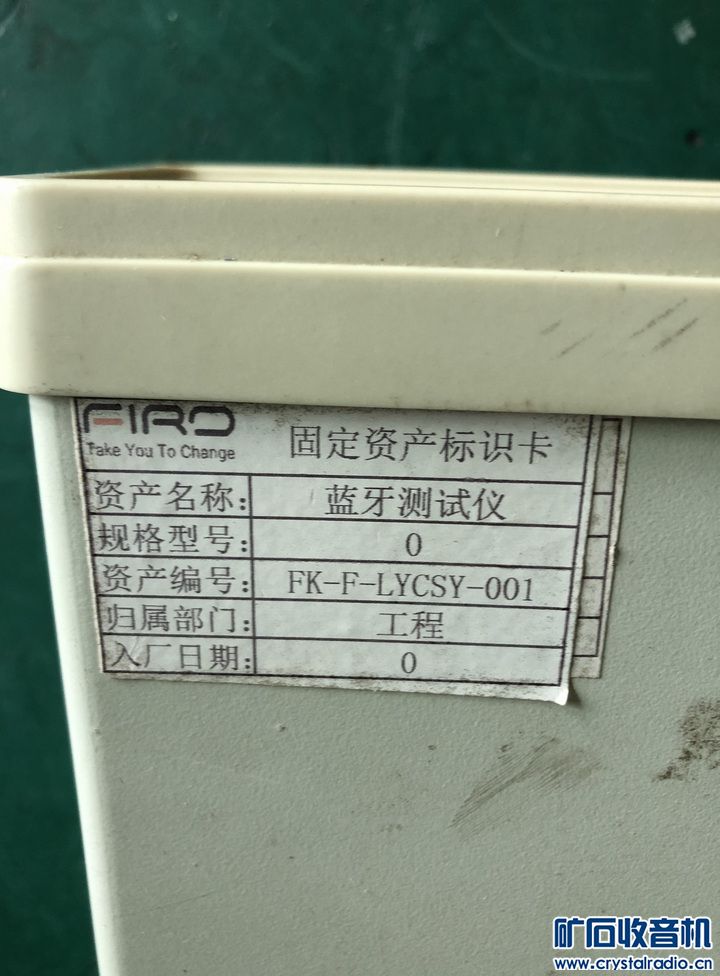 FIRO
Take You To Change
固定资产标识卡
资产名称: 蓝牙测试仪
规格型号: 0
资产编号: FK-F-LYCSY-001
归属部门: 工程
入厂日期: 0
矿石收音机
www.crystalradio.cn